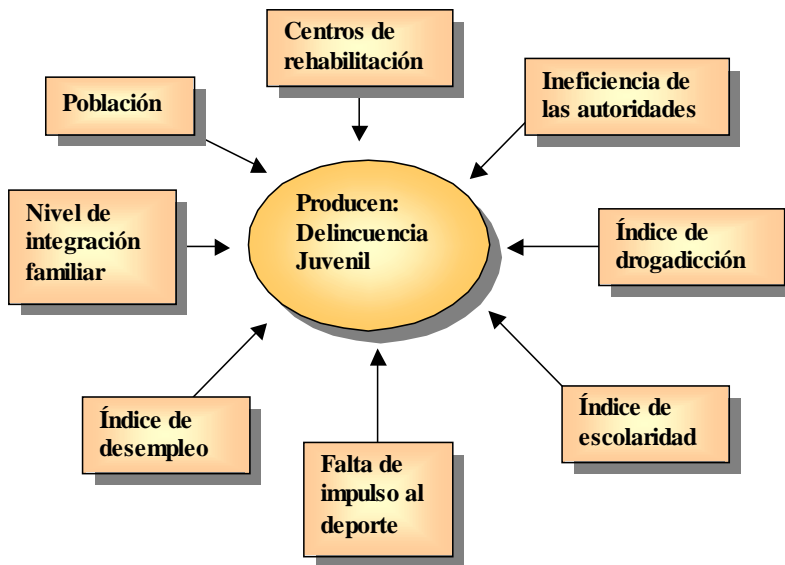 Centros de
rehabilitación
Ineficiencia de
las autoridades
Población
Producen:
Delincuencia
Juvenil
Nivel de
integración
familiar
Índice de
drogadicción
Índice de
desempleo
Falta de
impulso al
deporte
Índice de
escolaridad